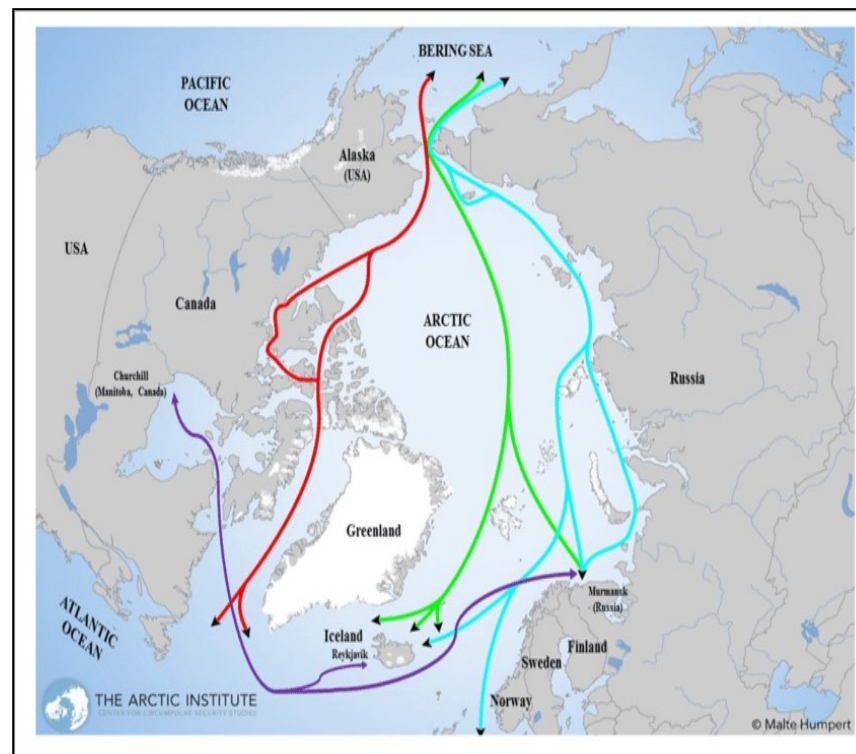 BERING SEA
PACIFIC
OCEAN
Alaska
(USA)
USA
Canada
ARCTIC
OCEAN
Russia
Churchill
(Manitoba, Canada)
Greenland
Murmansk
(Russia)
ATLANTIC
OCEAN
Iceland
Reykjavik
Finland
Sweden
Norway
THE ARCTIC INSTITUTE
CENTER FOR CIRCUMPOLAR SECURITY STUDIES
© Malte Humpert